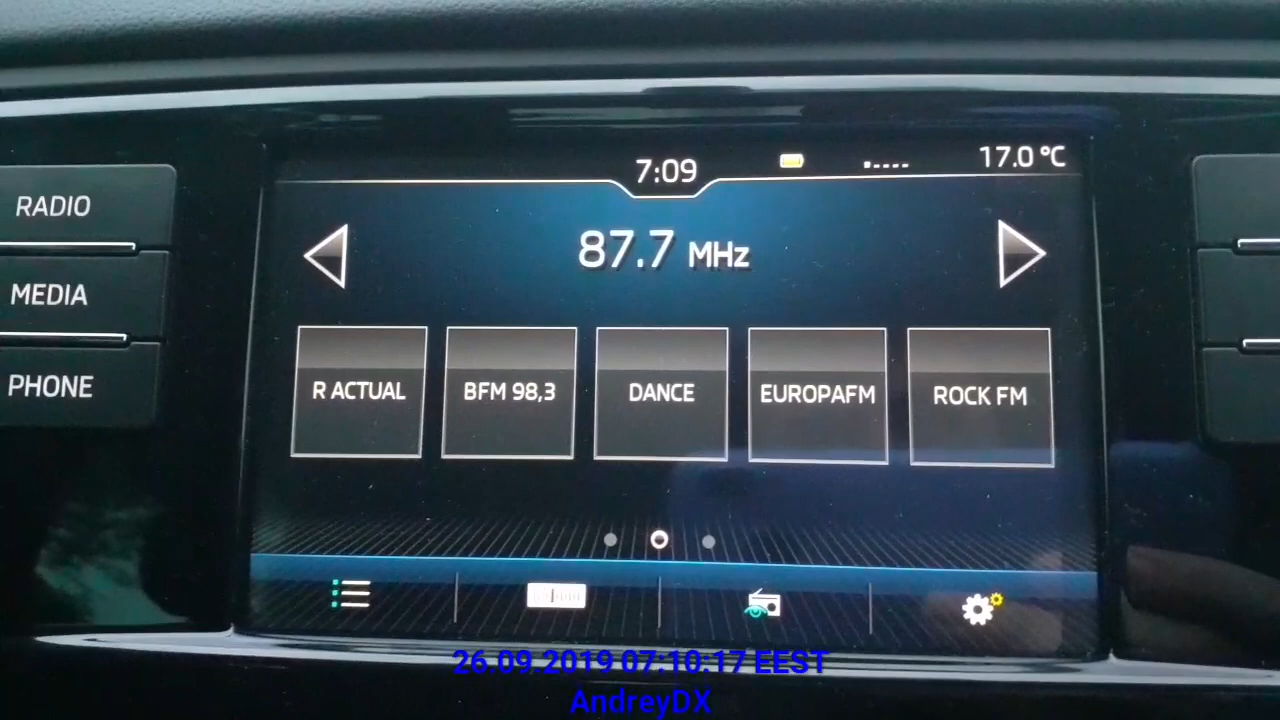 7:09
17.0 °C
RADIO
87.7 MHz
MEDIA
PHONE
R ACTUAL
BFM 98,3
DANCE
EUROPAFM
ROCK FM
26.09.2019 07:10:17 EEST
AndreyDX